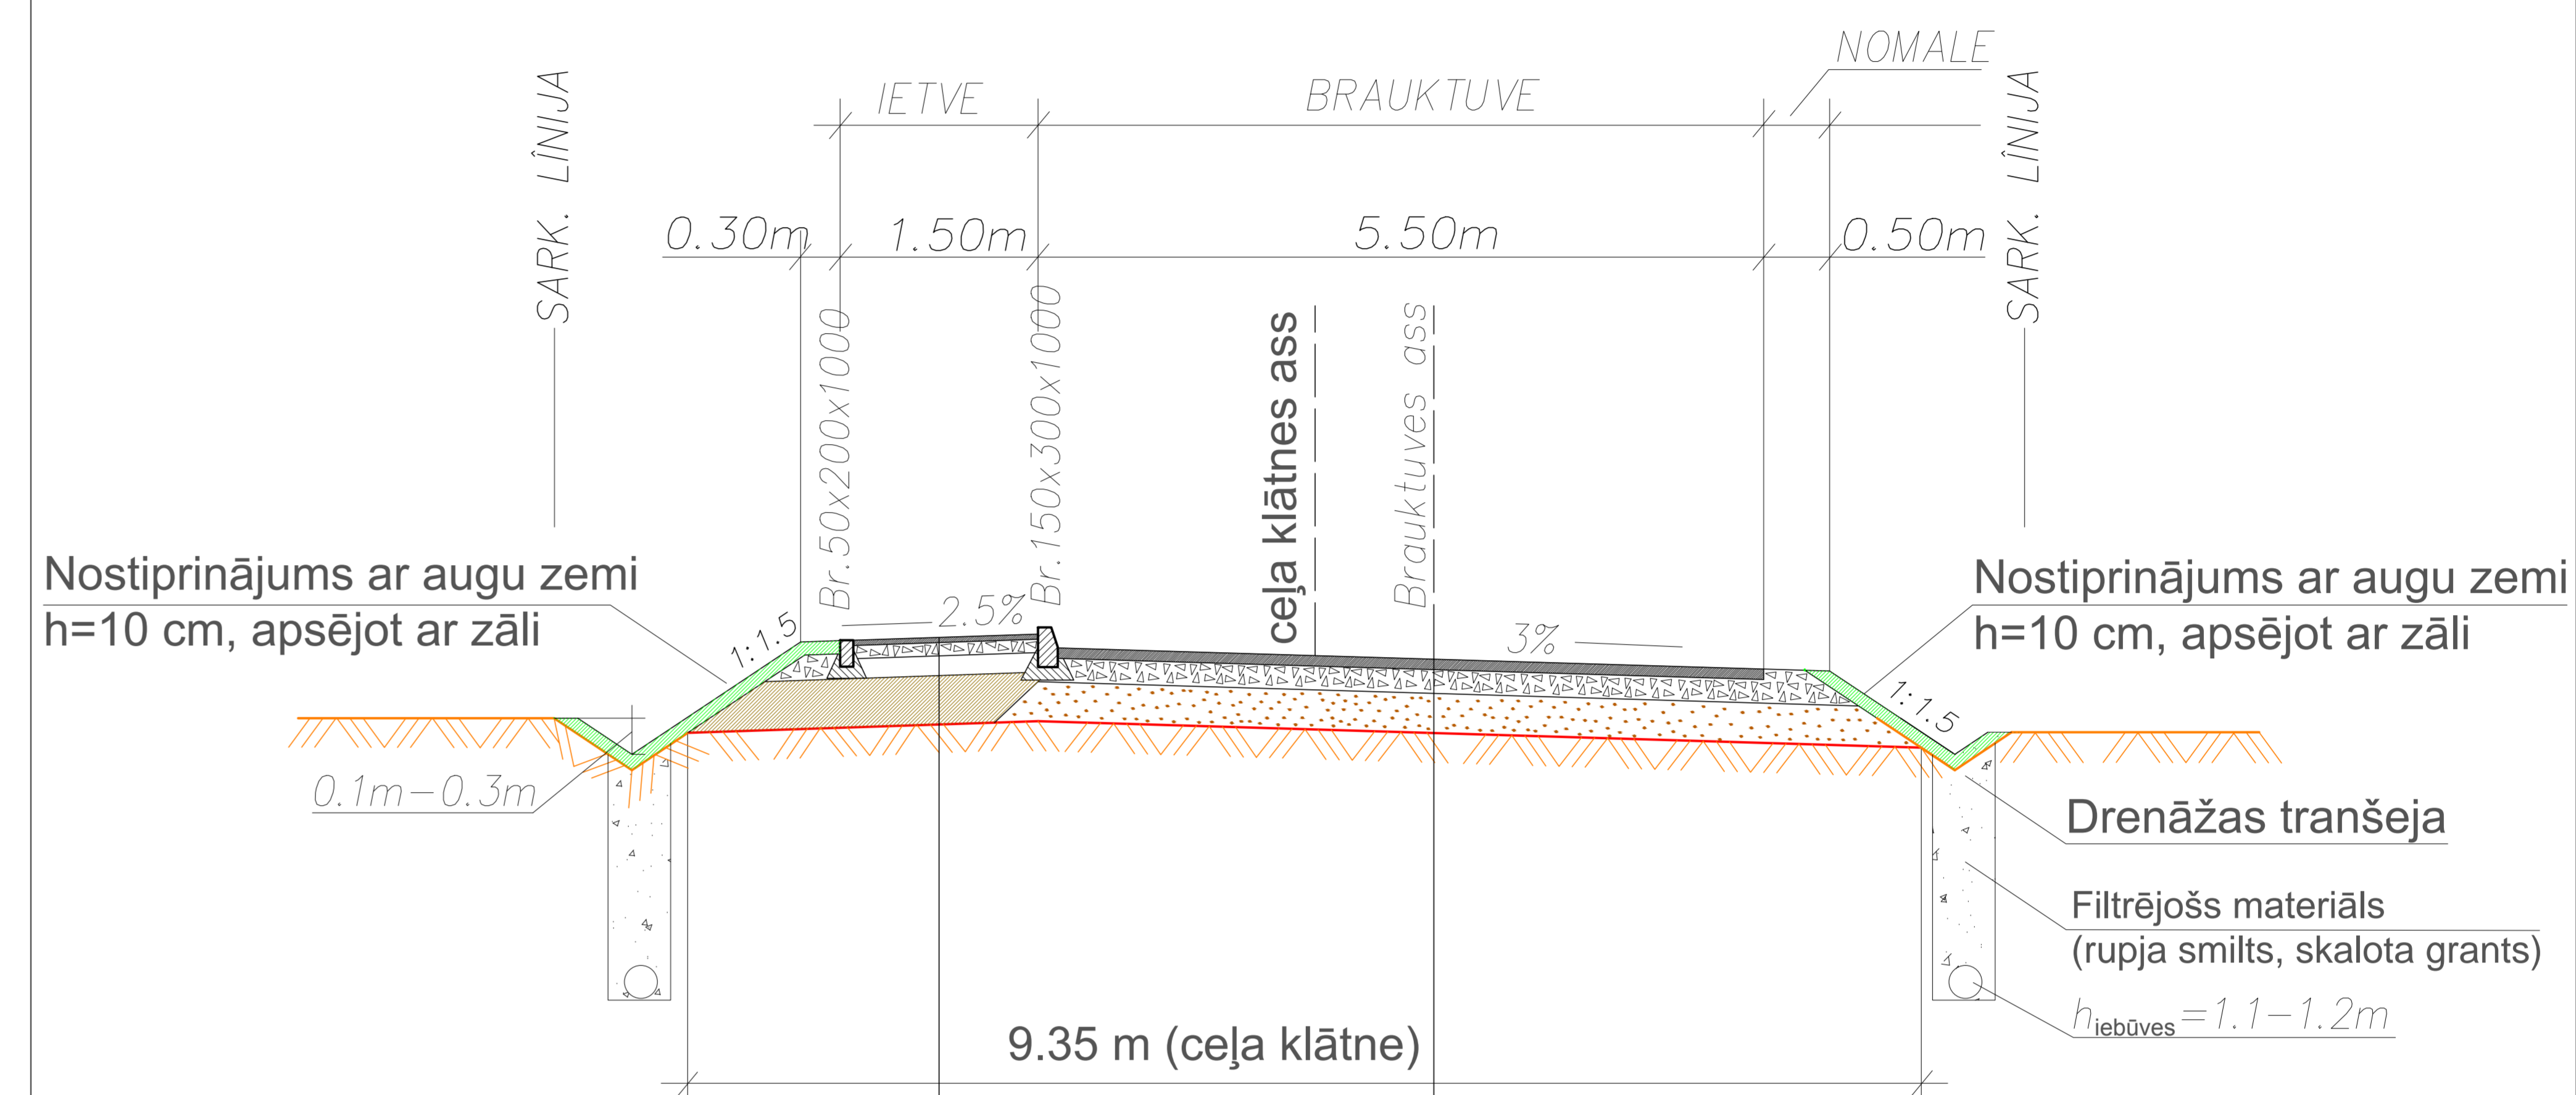 NOMALE
IETVE
BRAUKTUVE
SARK. LÎNIJA
SARK. LÎNIJA
0.30m
1.50m
5.50m
0.50m
Br.50x200x1000
Br.150x300x1000
ceļa klātnes ass
Brauktuves ass
Nostiprinājums ar augu zemi
h=10 cm, apsējot ar zāli
Nostiprinājums ar augu zemi
h=10 cm, apsējot ar zāli
1:1.5
2.5%
3%
1:1.5
0.1m-0.3m
Drenāžas tranšeja
Filtrējošs materiāls
(rupja smilts, skalota grants)
hiebūves=1.1-1.2m
9.35 m (ceļa klātne)